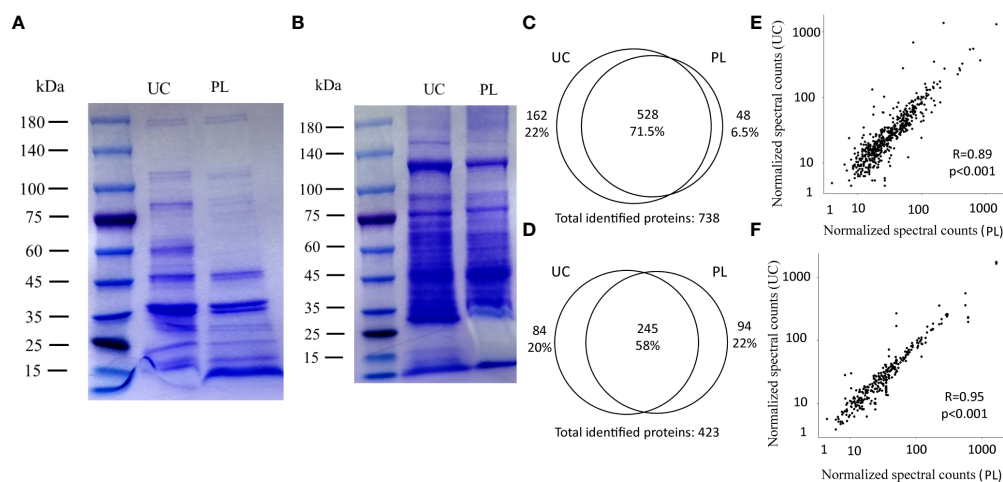 A
kDa
UC PL
180
140
100
75
60
45
35
25
15
B
kDa
UC PL
180
140
100
75
60
45
35
25
15
C
UC PL
162
22%
528
71.5%
48
6.5%
Total identified proteins: 738
D
UC PL
84
20%
245
58%
94
22%
Total identified proteins: 423
E
Normalized spectral counts (UC)
1000
100
10
1
R=0.89
p<0.001
1 10 100 1000
Normalized spectral counts (PL)
F
Normalized spectral counts (UC)
1000
100
10
1
R=0.95
p<0.001
1 10 100 1000
Normalized spectral counts (PL)